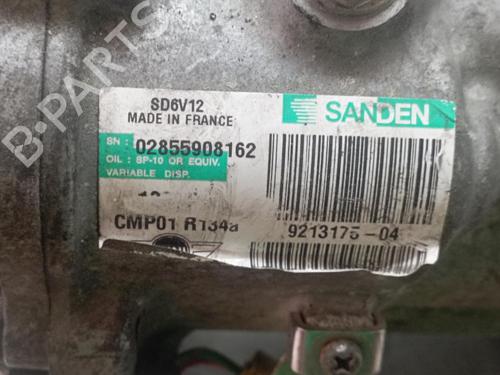 SD6V12
MADE IN FRANCE
SANDEN
SN : 02855908162
OIL : SP-10 OR EQUIV.
VARIABLE DISP.
CMP01 R134a
9213175-04
B-PARTS